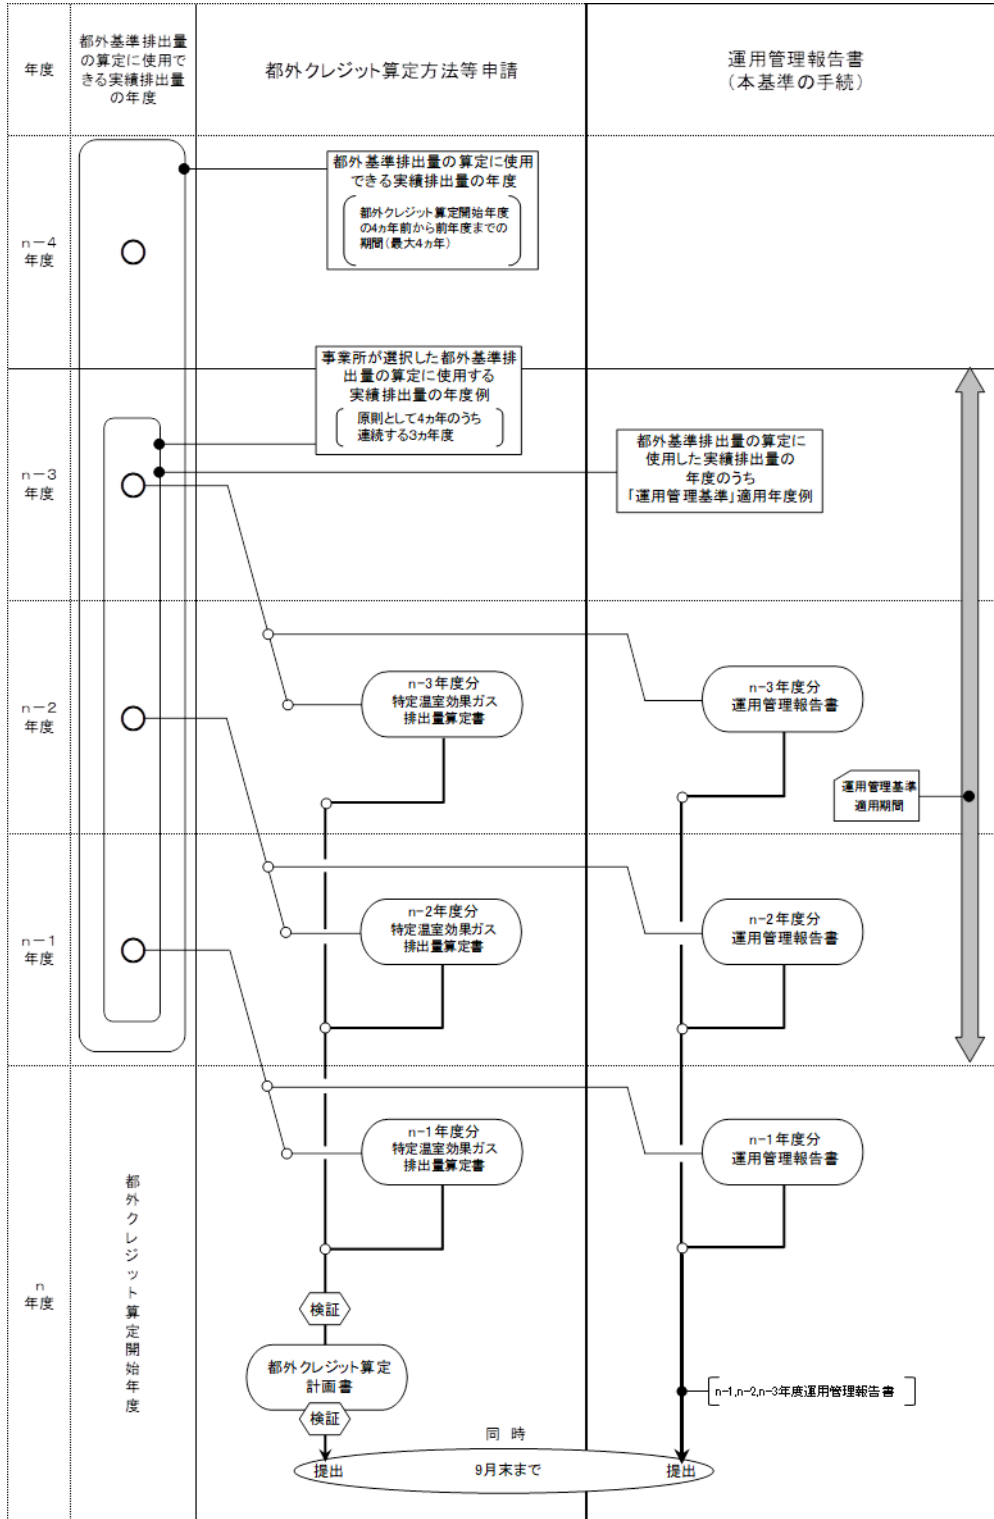 年度
都外基準排出量
の算定に使用で
きる実績排出量
の年度
都外クレジット算定方法等申請
運用管理報告書
（本基準の手続）
n－4
年度
都外基準排出量の算定に使用
できる実績排出量の年度
都外クレジット算定開始年度
の4ヵ年前から前年度までの
期間（最大4ヵ年）
事業所が選択した都外基準排
出量の算定に使用する
実績排出量の年度例
原則として4ヵ年のうち
連続する3ヵ年度
n－3
年度
都外基準排出量の算定に
使用した実績排出量の
年度のうち
「運用管理基準」適用年度例
n－2
年度
n-3年度分
特定温室効果ガス
排出量算定書
n-3年度分
運用管理報告書
運用管理基準
適用期間
n－1
年度
n-2年度分
特定温室効果ガス
排出量算定書
n-2年度分
運用管理報告書
n
年度
都外クレジット算定開始年度
n-1年度分
特定温室効果ガス
排出量算定書
n-1年度分
運用管理報告書
検証
都外クレジット算定
計画書
検証
n-1,n-2,n-3年度運用管理報告書
同 時
提出
9月末まで
提出